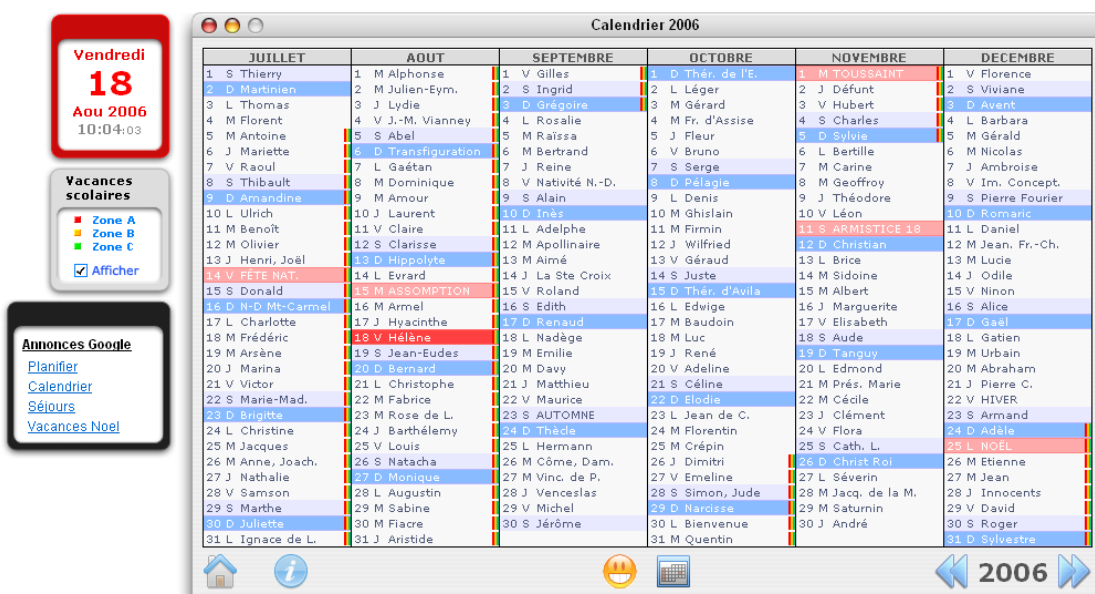 Calendrier 2006
Vendredi
18
Aou 2006
10:04:03
Vacances
scolaires
Zone A
Zone B
Zone C
Afficher
Annonces Google
Planifier
Calendrier
Séjours
Vacances Noel
JUILLET
1 S Thierry
2 D Martinien
3 L Thomas
4 M Florent
5 M Antoine
6 J Mariette
7 V Raoul
8 S Thibault
9 D Amandine
10 L Ulrich
11 M Benoît
12 M Olivier
13 J Henri, Joël
14 V FÊTE NAT.
15 S Donald
16 D N-D Mt-Carmel
17 L Charlotte
18 M Frédéric
19 M Arsène
20 J Marina
21 V Victor
22 S Marie-Mad.
23 D Brigitte
24 L Christine
25 M Jacques
26 M Anne, Joach.
27 J Nathalie
28 V Samson
29 S Marthe
30 D Juliette
31 L Ignace de L.
AOUT
1 M Alphonse
2 M Julien-Eym.
3 J Lydie
4 V J.-M. Vianney
5 S Abel
6 D Transfiguration
7 L Gaétan
8 M Dominique
9 M Amour
10 J Laurent
11 V Claire
12 S Clarisse
13 D Hippolyte
14 L Evrard
15 M ASSOMPTION
16 M Armel
17 J Hyacinthe
18 V Hélène
19 S Jean-Eudes
20 D Bernard
21 L Christophe
22 M Fabrice
23 M Rose de L.
24 J Barthélemy
25 V Louis
26 S Natacha
27 D Monique
28 L Augustin
29 M Sabine
30 M Fiacre
31 J Aristide
SEPTEMBRE
1 V Gilles
2 S Ingrid
3 D Grégoire
4 L Rosalie
5 M Raïssa
6 M Bertrand
7 J Reine
8 V Nativité N.-D.
9 S Alain
10 D Inès
11 L Adelphe
12 M Apollinaire
13 M Aimé
14 J La Ste Croix
15 V Roland
16 S Edith
17 D Renaud
18 L Nadège
19 M Emilie
20 M Davy
21 J Matthieu
22 V Maurice
23 S AUTOMNE
24 D Thècle
25 L Hermann
26 M Côme, Dam.
27 M Vinc. de P.
28 J Venceslas
29 V Michel
30 S Jérôme
OCTOBRE
1 D Thér. de l'E.
2 L Léger
3 M Gérard
4 M Fr. d'Assise
5 J Fleur
6 V Bruno
7 S Serge
8 D Pélagie
9 L Denis
10 M Ghislain
11 M Firmin
12 J Wilfried
13 V Géraud
14 S Juste
15 D Thér. d'Avila
16 L Edwige
17 M Baudoin
18 M Luc
19 J René
20 V Adeline
21 S Céline
22 D Elodie
23 L Jean de C.
24 M Florentin
25 M Crépin
26 J Dimitri
27 V Emeline
28 S Simon, Jude
29 D Narcisse
30 L Bienvenue
31 M Quentin
NOVEMBRE
1 M TOUSSAINT
2 J Défunt
3 V Hubert
4 S Charles
5 D Sylvie
6 L Bertille
7 M Carine
8 M Geoffroy
9 J Théodore
10 V Léon
11 S ARMISTICE 18
12 D Christian
13 L Brice
14 M Sidoine
15 M Albert
16 J Marguerite
17 V Elisabeth
18 S Aude
19 D Tanguy
20 L Edmond
21 M Prés. Marie
22 M Cécile
23 J Clément
24 V Flora
25 S Cath. L.
26 D Christ Roi
27 L Séverin
28 M Jacq. de la M.
29 M Saturnin
30 J André
DECEMBRE
1 V Florence
2 S Viviane
3 D Avent
4 L Barbara
5 M Gérald
6 M Nicolas
7 J Ambroise
8 V Im. Concept.
9 S Pierre Fourier
10 D Romaric
11 L Daniel
12 M Jean. Fr.-Ch.
13 M Lucie
14 J Odile
15 V Ninon
16 S Alice
17 D Gaël
18 L Gatien
19 M Urbain
20 M Abraham
21 J Pierre C.
22 V HIVER
23 S Armand
24 D Adèle
25 L NOËL
26 M Etienne
27 M Jean
28 J Innocents
29 V David
30 S Roger
31 D Sylvestre
2006